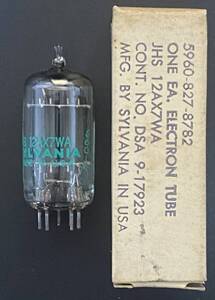 12AX7WA
SYLVANIA
5960-827-8782
ONE EA. ELECTRON TUBE
JHS 12AX7WA
CONT. NO. DSA 9-17923
MFG. BY SYLVANIA IN USA